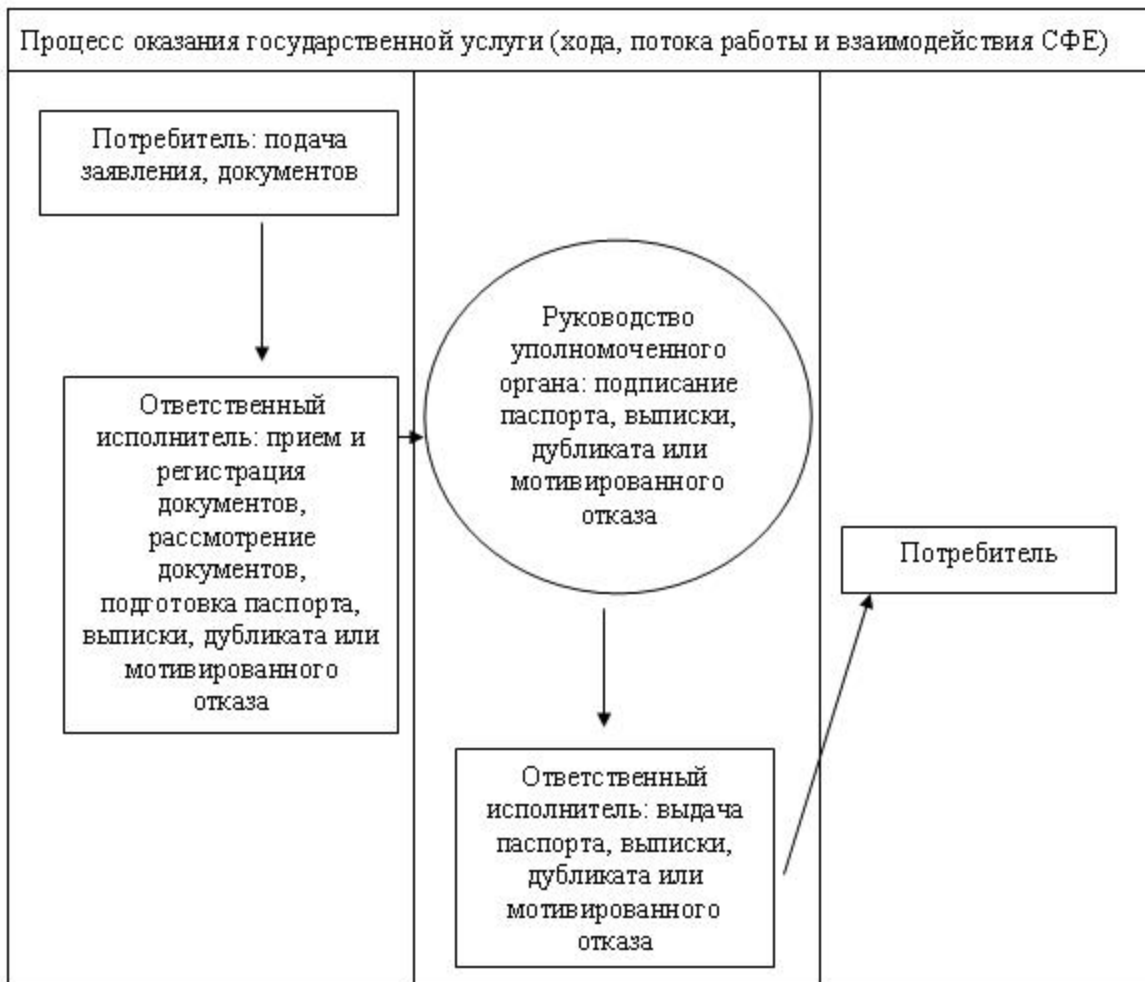 Процесс оказания государственной услуги (хода, потока работы и взаимодействия СФЕ)
Потребитель: подача
заявления, документов
Ответственный
исполнитель: прием и
регистрация
документов,
рассмотрение
документов,
подготовка паспорта,
выписки, дубликата или
мотивированного
отказа
Руководство
уполномоченного
органа: подписание
паспорта, выписки,
дубликата или
мотивированного
отказа
Ответственный
исполнитель: выдача
паспорта, выписки,
дубликата или
мотивированного
отказа
Потребитель